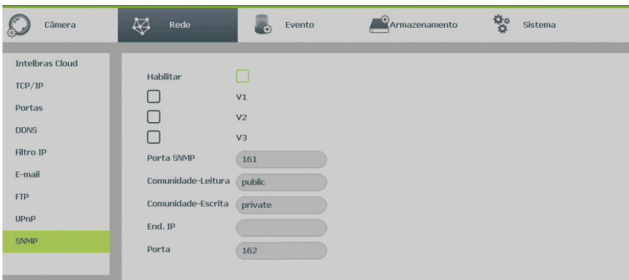 Câmera Rede Evento Armazenamento Sistema
Intelbras Cloud
TCP/IP
Portas
DDNS
Filtro IP
E-mail
FTP
UPnP
SNMP
Habilitar
V1
V2
V3
Porta SNMP 161
Comunidade-Leitura public
Comunidade-Escrita private
End. IP
Porta 162